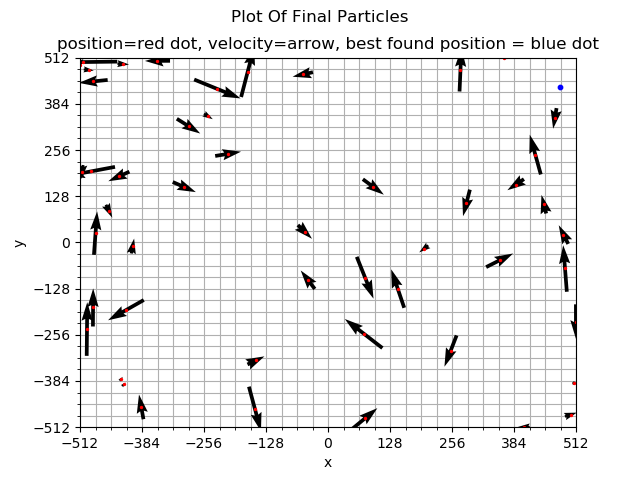 Plot Of Final Particles
position=red dot, velocity=arrow, best found position = blue dot
512
384
256
128
0
−128
−256
−384
−512
y
−512 −384 −256 −128 0 128 256 384 512
x